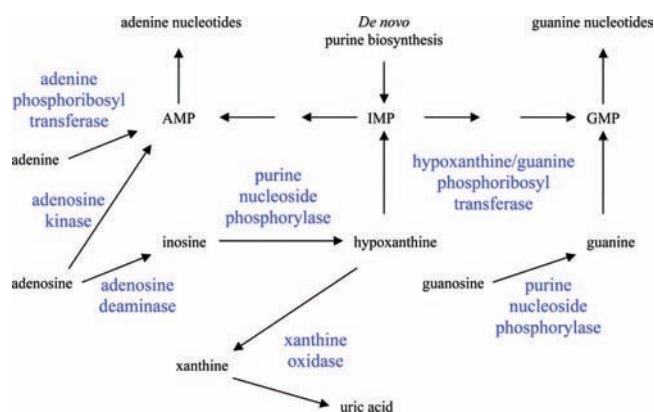 adenine nucleotides
De novo
purine biosynthesis
guanine nucleotides
adenine
phosphoribosyl
transferase
AMP
IMP
GMP
adenine
adenosine
kinase
purine
nucleoside
phosphorylase
hypoxanthine/guanine
phosphoribosyl
transferase
inosine
hypoxanthine
guanine
adenosine
adenosine
deaminase
guanosine
purine
nucleoside
phosphorylase
xanthine
oxidase
xanthine
uric acid